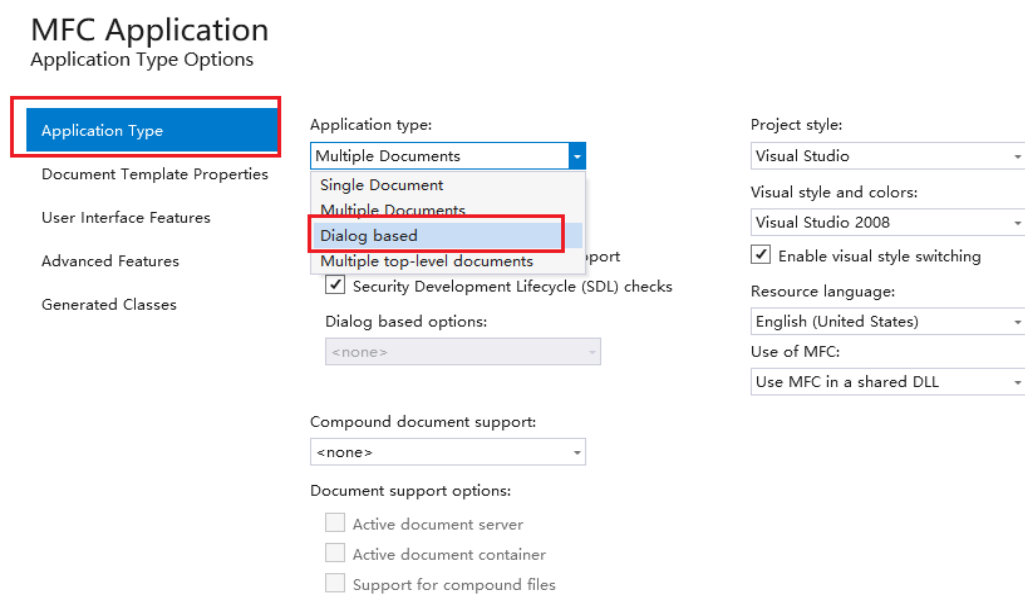 MFC Application
Application Type Options
Application Type
Document Template Properties
User Interface Features
Advanced Features
Generated Classes
Application type:
Multiple Documents
Single Document
Multiple Documents
Dialog based
Multiple top-level documents
port
Security Development Lifecycle (SDL) checks
Dialog based options:
<none>
Compound document support:
<none>
Document support options:
Active document server
Active document container
Support for compound files
Project style:
Visual Studio
Visual style and colors:
Visual Studio 2008
Enable visual style switching
Resource language:
English (United States)
Use of MFC:
Use MFC in a shared DLL